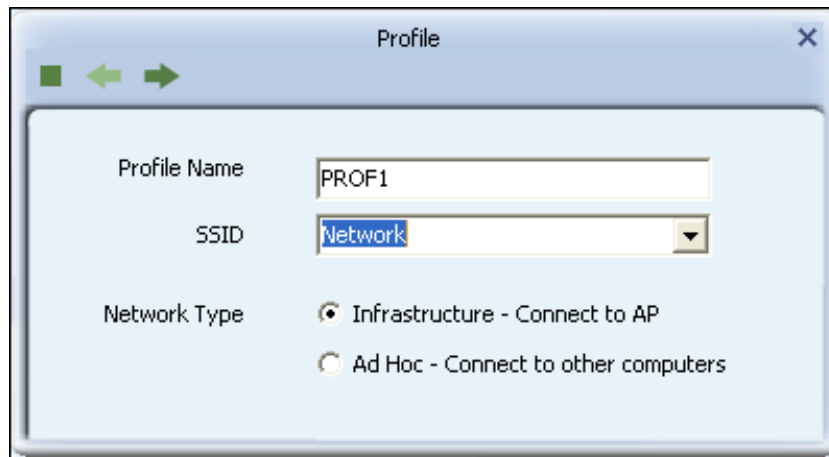 Profile
Profile Name
PROF1
SSID
Network
Network Type
Infrastructure - Connect to AP
Ad Hoc - Connect to other computers